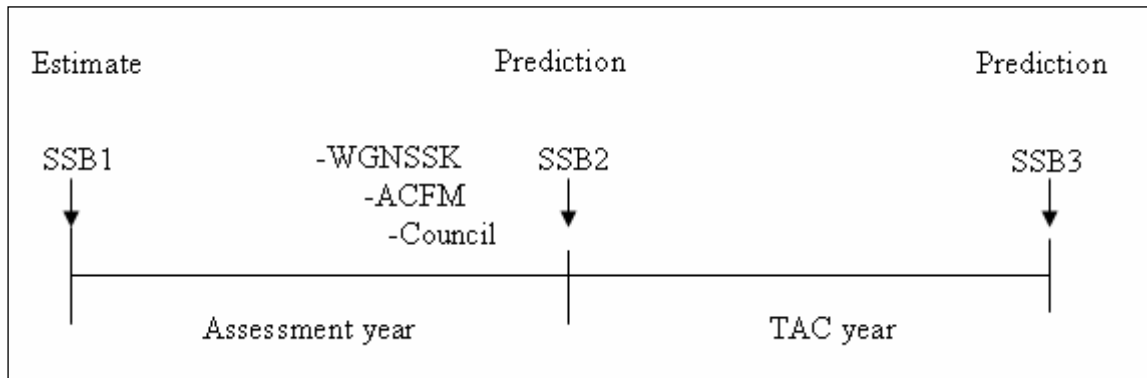 Estimate Prediction Prediction
SSB1 -WGNSSK SSB2 SSB3
-ACFM
-Council
Assessment year TAC year